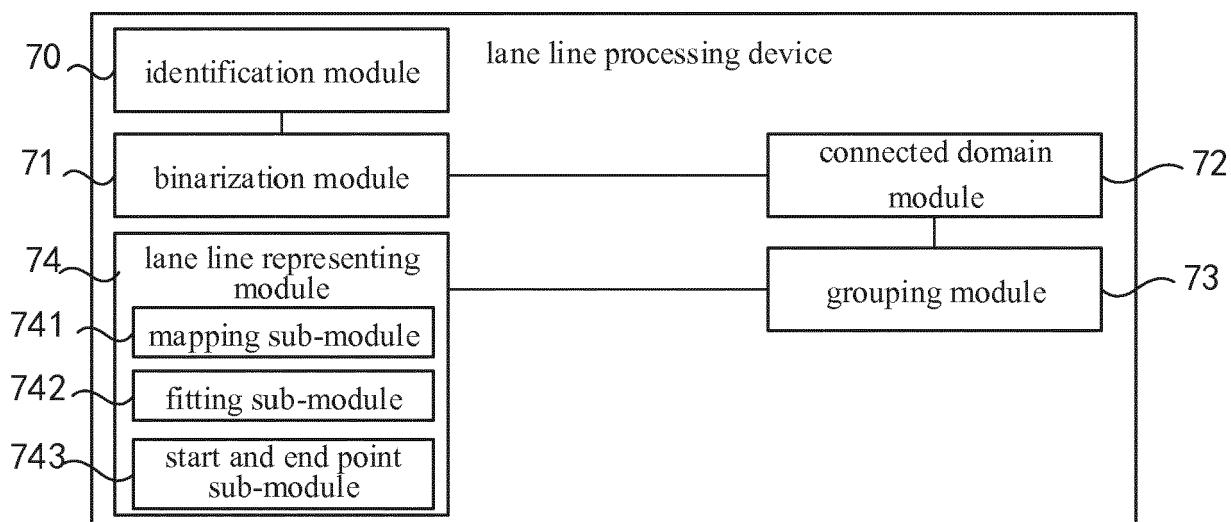 70
identification module
lane line processing device
71
binarization module
connected domain
module
72
74
lane line representing
module
grouping module
73
741
mapping sub-module
742
fitting sub-module
743
start and end point
sub-module